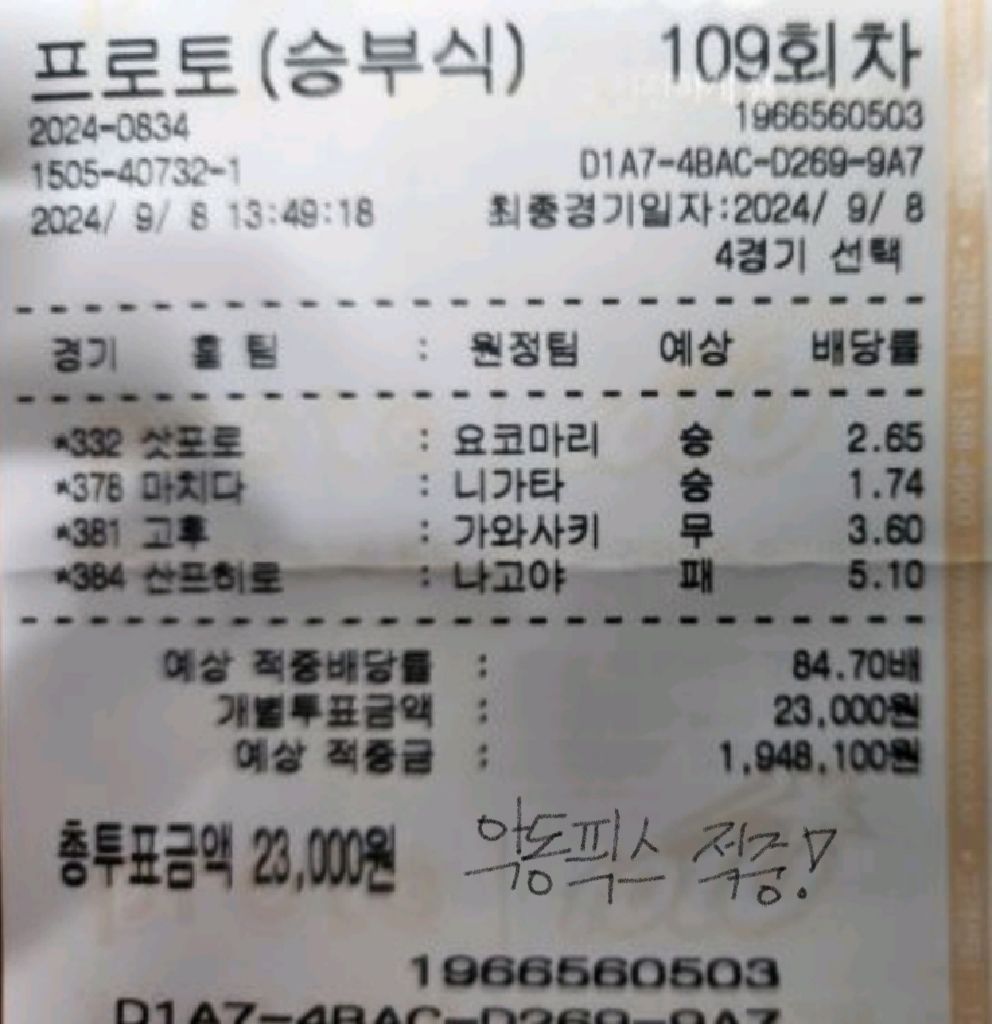 프로토(승부식) 109회차
2024-0834 1966560503
1505-40732-1 D1A7-4BAC-D269-9A7
2024/ 9/ 8 13:49:18 최종경기일자:2024/ 9/ 8
4경기 선택
경기 홈 팀 : 원정팀 예상 배당률
*332 삿포로 : 요코마리 승 2.65
*378 마치다 : 니가타 승 1.74
*381 고후 : 가와사키 무 3.60
*384 산프히로 : 나고야 패 5.10
예상 적중배당률 : 84.70배
개별투표금액 : 23,000원
예상 적중금 : 1,948,100원
총투표금액 23,000원 악동픽스 적중!
1966560503
D1A7-4BAC-D269-9A7